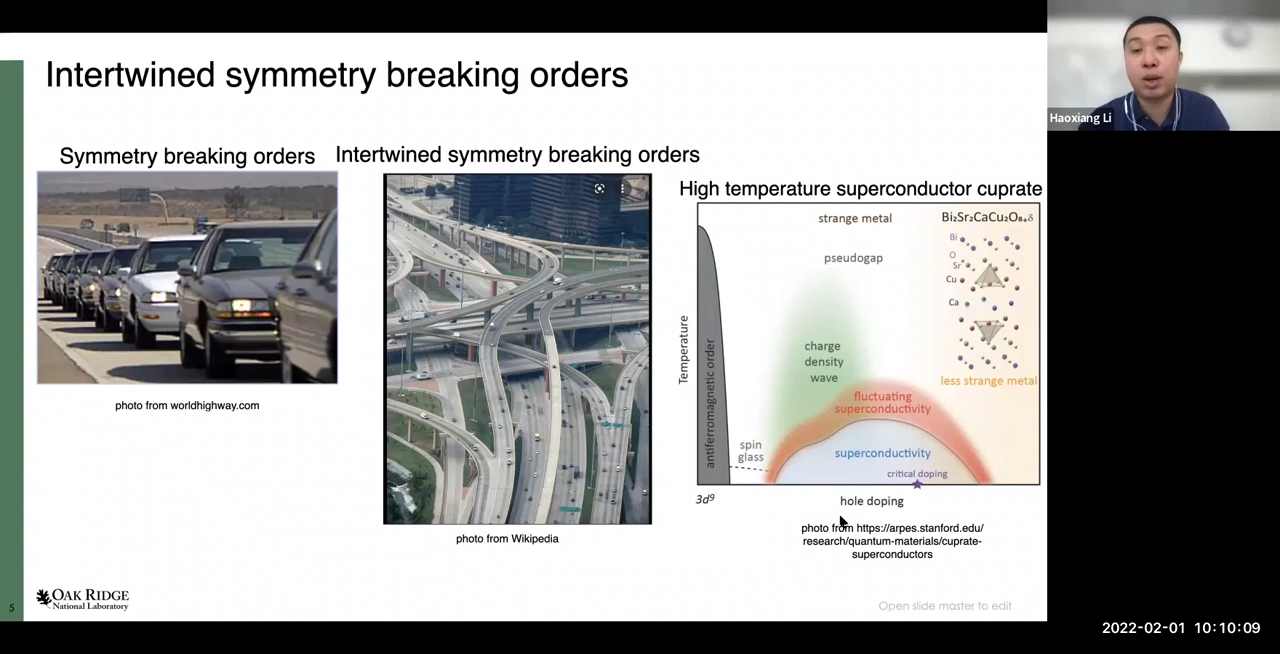 Intertwined symmetry breaking orders
Symmetry breaking orders
Intertwined symmetry breaking orders
High temperature superconductor cuprate
photo from worldhighway.com
photo from Wikipedia
Temperature
antiferromagnetic order
strange metal
pseudogap
charge
density
wave
fluctuating
superconductivity
superconductivity
spin
glass
critical doping
Bi₂Sr₂CaCu₂O₈₊δ
Bi
O
Sr
Cu
Ca
less strange metal
3d⁹
hole doping
photo from https://arpes.stanford.edu/
research/quantum-materials/cuprate-
superconductors
5
OAK RIDGE
National Laboratory
Open slide master to edit
Haoxiang Li
2022-02-01 10:10:09